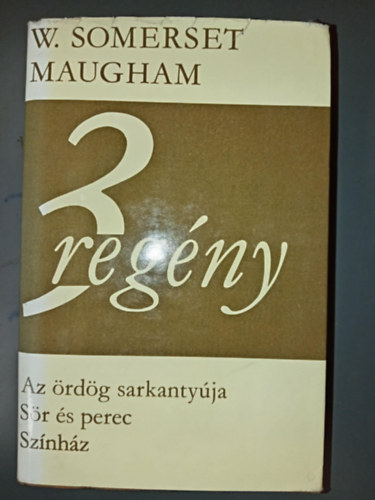 W. SOMERSET
MAUGHAM
3
regény
Az ördög sarkantyúja
Sör és perec
Színház